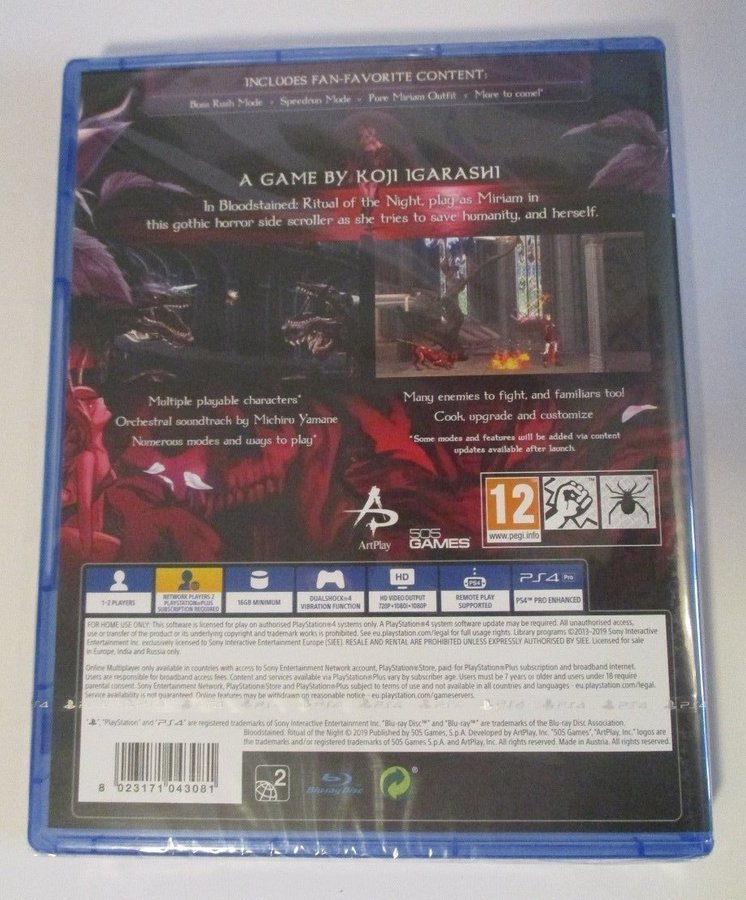 INCLUDES FAN-FAVORITE CONTENT:
Boss Rush Mode • Speedrun Mode • Pure Miriam Outfit • More to come!*
A GAME BY KOJI IGARASHI
In Bloodstained: Ritual of the Night, play as Miriam in
this gothic horror side scroller as she tries to save humanity, and herself.
Multiple playable characters*
Orchestral soundtrack by Michiru Yamane
Numerous modes and ways to play*
Many enemies to fight, and familiars too!
Cook, upgrade and customize
*Some modes and features will be added via content
updates available after launch.
ArtPlay
505
GAMES
12
www.pegi.info
TM
TM
1-2 PLAYERS
NETWORK PLAYERS 2
PLAYSTATION®PLUS
SUBSCRIPTION REQUIRED
16GB MINIMUM
DUALSHOCK®4
VIBRATION FUNCTION
HD
HD VIDEO OUTPUT
720P•1080i•1080P
PS4
REMOTE PLAY
SUPPORTED
PS4 Pro
PS4™ PRO ENHANCED
FOR HOME USE ONLY: This software is licensed for play on authorised PlayStation®4 systems only. A PlayStation®4 system software update may be required. All unauthorised access,
use or transfer of the product or its underlying copyright and trademark works is prohibited. See eu.playstation.com/legal for full usage rights. Library programs ©2013-2019 Sony Interactive
Entertainment Inc. exclusively licensed to Sony Interactive Entertainment Europe (SIEE). RESALE AND RENTAL ARE PROHIBITED UNLESS EXPRESSLY AUTHORISED BY SIEE. Licensed for sale
in Europe, India and Russia only.
Online Multiplayer only available in countries with access to Sony Entertainment Network account, PlayStation®Store, paid-for PlayStation®Plus subscription and broadband internet.
Users are responsible for broadband access fees. Content and services available via PlayStation®Plus vary by subscriber age. Users must be 7 years or older and users under 18 require
parental consent. Sony Entertainment Network, PlayStation®Store and PlayStation®Plus subject to terms of use and not available in all countries and languages - eu.playstation.com/legal.
Service availability is not guaranteed. Online features may be withdrawn on reasonable notice - eu.playstation.com/gameservers.
"PlayStation" and "PS4" are registered trademarks of Sony Interactive Entertainment Inc. "Blu-ray Disc™" and "Blu-ray™" are trademarks of the Blu-ray Disc Association.
Bloodstained: Ritual of the Night © 2019 Published by 505 Games, S.p.A. Developed by ArtPlay, Inc. "505 Games", "ArtPlay, Inc." logos are
the trademarks and/or registered trademarks of 505 Games S.p.A. and ArtPlay, Inc. All rights reserved. Made in Austria. All rights reserved.
8 023171 043081
2
Blu-ray Disc
®